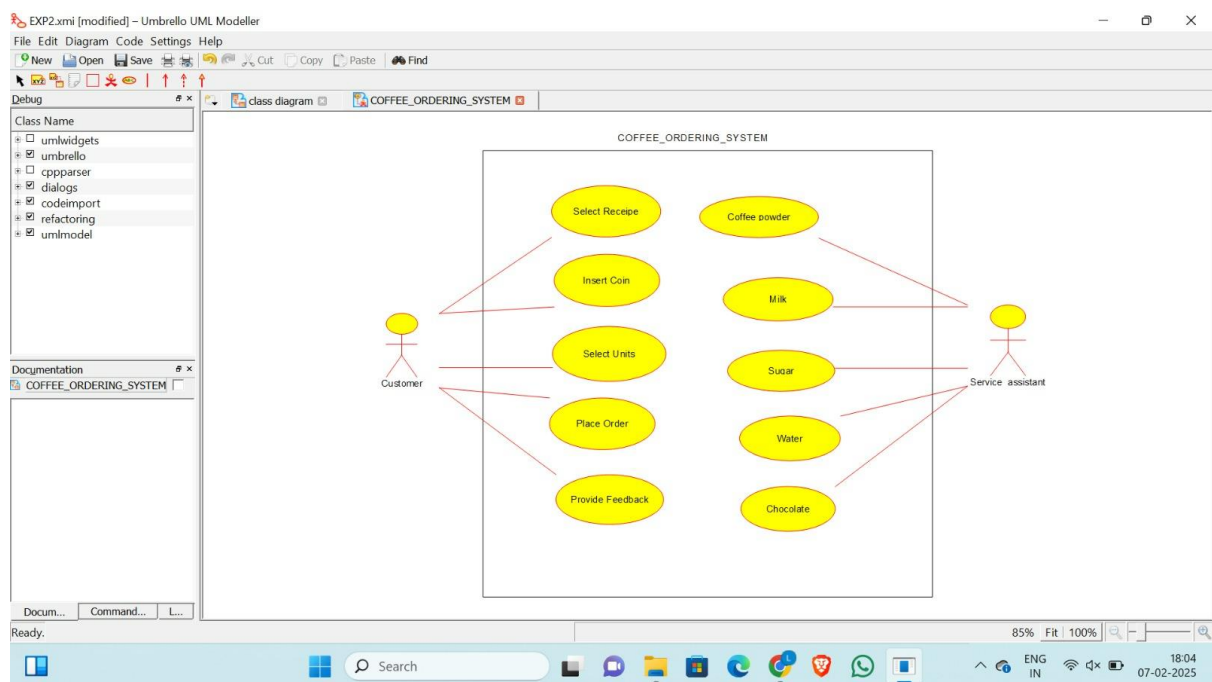 EXP2.xmi [modified] – Umbrello UML Modeller
File Edit Diagram Code Settings Help
New Open Save Cut Copy Paste Find
Debug
class diagram COFFEE_ORDERING_SYSTEM
Class Name
umlwidgets
umbrello
cppparser
dialogs
codeimport
refactoring
umlmodel
Documentation
COFFEE_ORDERING_SYSTEM
Docum... Command... L...
COFFEE_ORDERING_SYSTEM
Select Receipe
Coffee powder
Insert Coin
Milk
Select Units
Sugar
Customer
Service assistant
Place Order
Water
Provide Feedback
Chocolate
Ready.
85% Fit 100%
Search
ENG
IN
18:04
07-02-2025